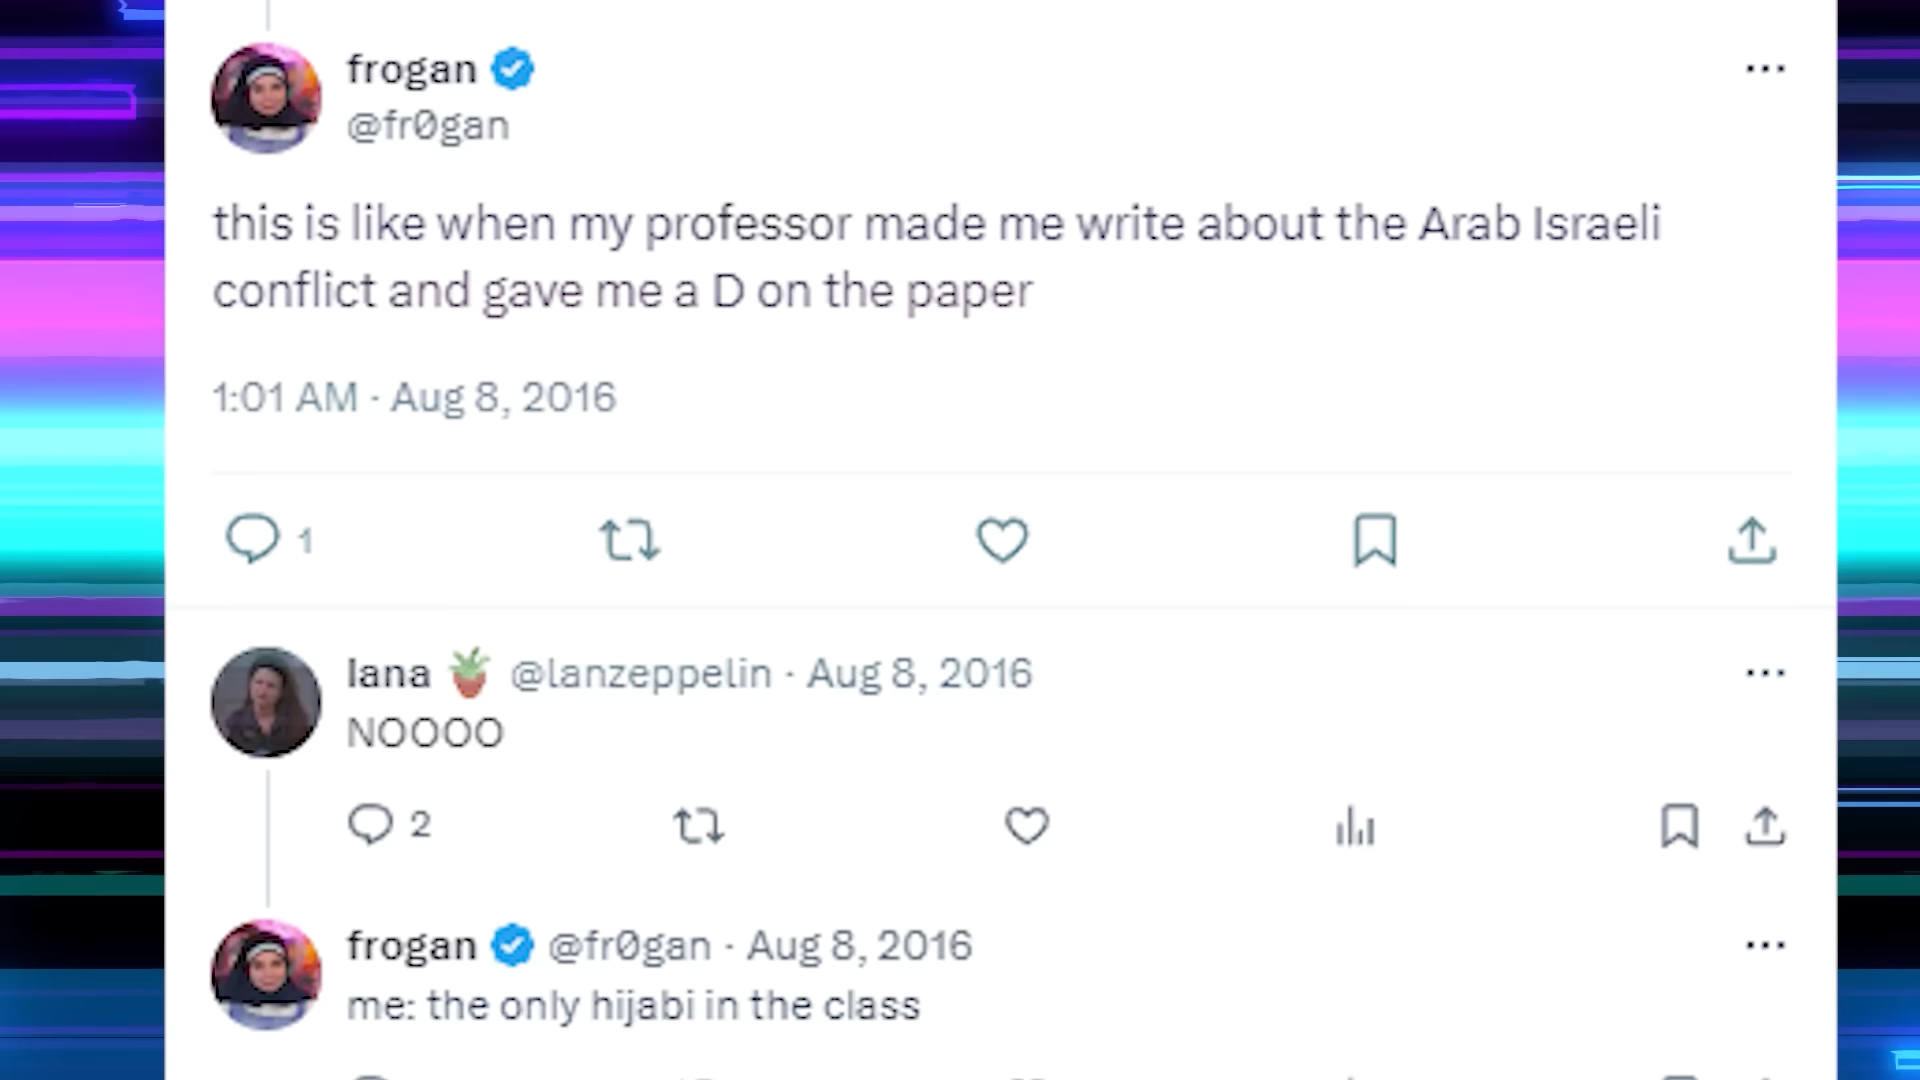 frogan
@fr0gan
this is like when my professor made me write about the Arab Israeli
conflict and gave me a D on the paper
1:01 AM · Aug 8, 2016
1
lana 🪴 @lanzeppelin · Aug 8, 2016
NOOOO
2
frogan @fr0gan · Aug 8, 2016
me: the only hijabi in the class